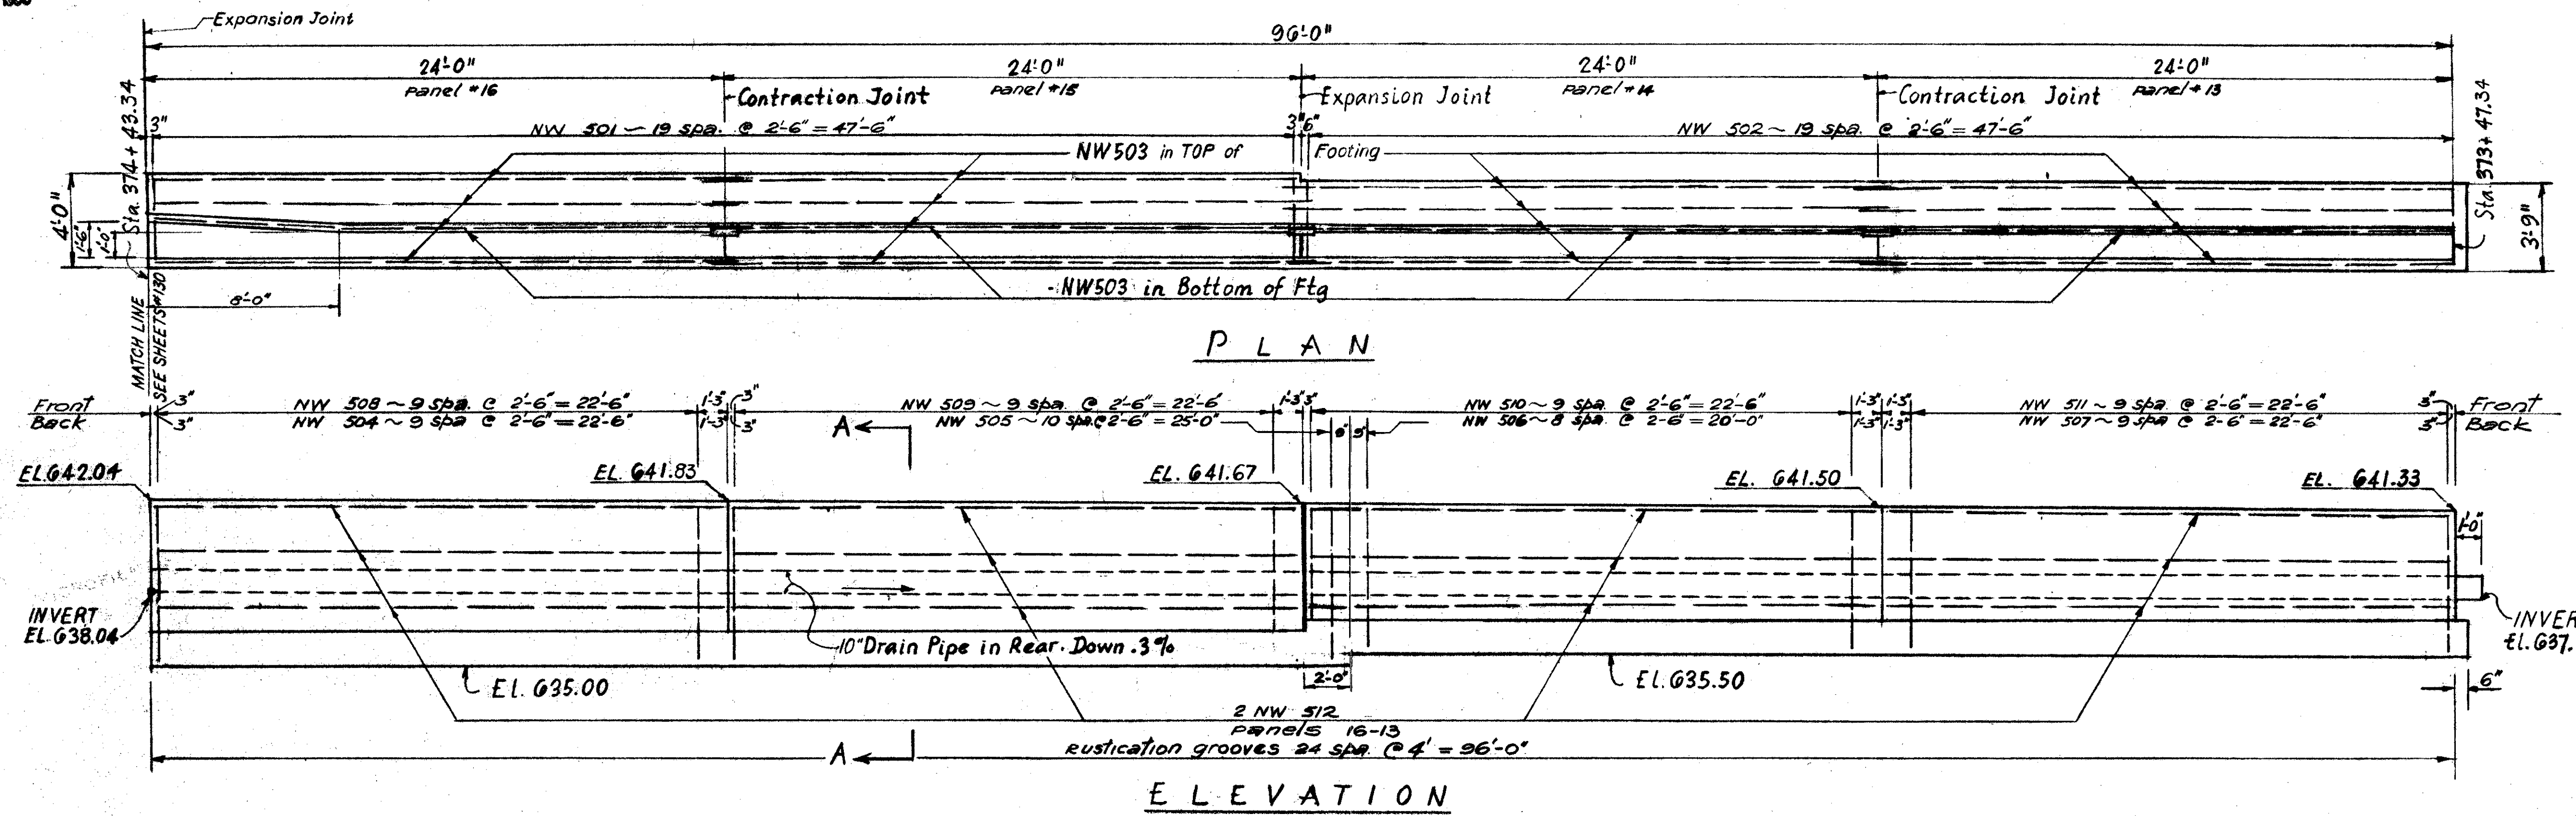 Expansion Joint
96'-0"
24'-0" 24'-0" 24'-0" 24'-0"
Panel #16 Contraction Joint Panel #15 Expansion Joint Panel #14 Contraction Joint Panel #13
Sta. 374 + 43.34
3" NW 501 ~ 19 spa. @ 2'-6" = 47'-6" 3" 6" NW 502 ~ 19 spa. @ 2'-6" = 47'-6"
Sta. 373 + 47.34
NW503 in TOP of Footing
4'-0" 1'-6" 1'-0" 3'-9"
NW503 in Bottom of Ftg
8'-0"
MATCH LINE
SEE SHEETS #130
PLAN
Front 3" NW 508 ~ 9 spa. @ 2'-6" = 22'-6" 1'-3" 3" NW 509 ~ 9 spa. @ 2'-6" = 22'-6" 1'-3" 3" NW 510 ~ 9 spa. @ 2'-6" = 22'-6" 1'-3" 1'-3" NW 511 ~ 9 spa. @ 2'-6" = 22'-6" 3" Front
Back 3" NW 504 ~ 9 spa @ 2'-6" = 22'-6" 1'-3" 3" A NW 505 ~ 10 spa. @ 2'-6" = 25'-0" NW 506 ~ 8 spa. @ 2'-6" = 20'-0" 1'-3" 1'-3" NW 507 ~ 9 spa @ 2'-6" = 22'-6" 3" Back
EL. 642.04 EL. 641.83 EL. 641.67 EL. 641.50 EL. 641.33
1'-0"
INVERT
EL. 638.04
10" Drain Pipe in Rear. Down .3%
INVER
EL. 637.
EL. 635.00 2'-0" EL. 635.50 6"
2 NW 512
Panels 16-13
A Rustication grooves 24 spa. @ 4' = 96'-0"
ELEVATION